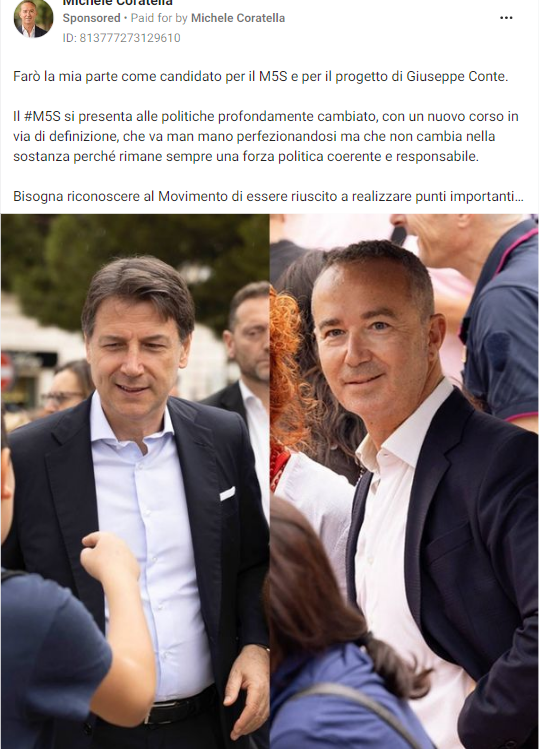 Michele Coratella
Sponsored • Paid for by Michele Coratella
ID: 813777273129610
Farò la mia parte come candidato per il M5S e per il progetto di Giuseppe Conte.
Il #M5S si presenta alle politiche profondamente cambiato, con un nuovo corso in
via di definizione, che va man mano perfezionandosi ma che non cambia nella
sostanza perché rimane sempre una forza politica coerente e responsabile.
Bisogna riconoscere al Movimento di essere riuscito a realizzare punti importanti...